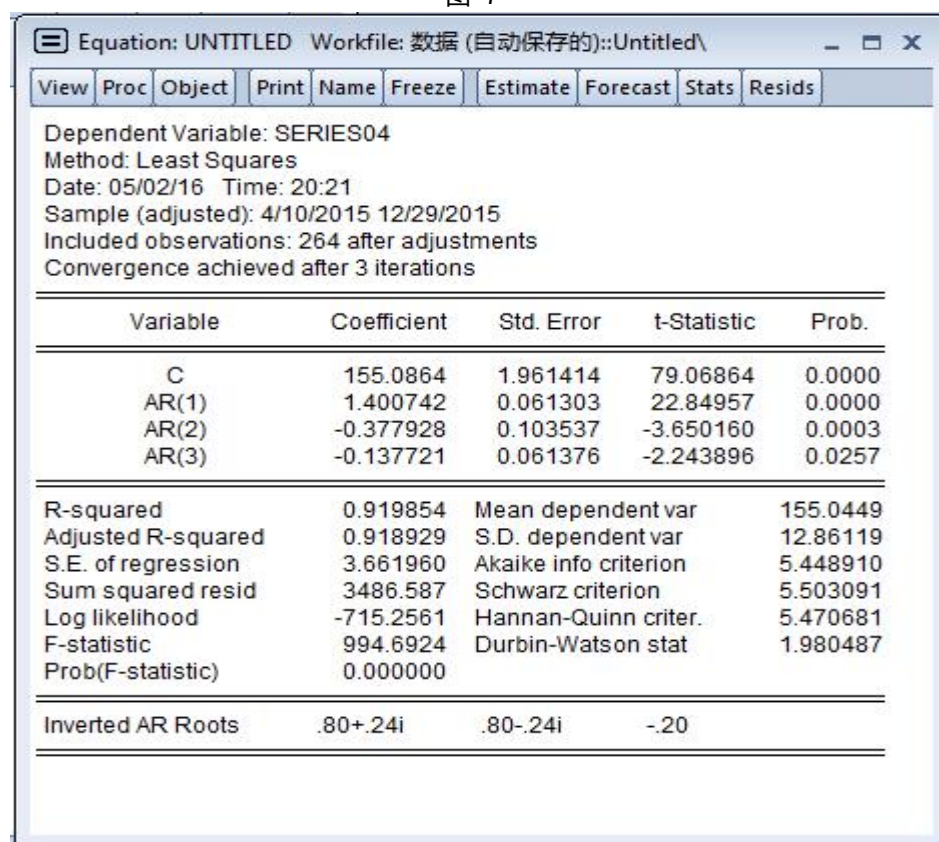 Equation: UNTITLED Workfile: 数据 (自动保存的)::Untitled\
View Proc Object Print Name Freeze Estimate Forecast Stats Resids
Dependent Variable: SERIES04
Method: Least Squares
Date: 05/02/16 Time: 20:21
Sample (adjusted): 4/10/2015 12/29/2015
Included observations: 264 after adjustments
Convergence achieved after 3 iterations
Variable Coefficient Std. Error t-Statistic Prob.
C 155.0864 1.961414 79.06864 0.0000
AR(1) 1.400742 0.061303 22.84957 0.0000
AR(2) -0.377928 0.103537 -3.650160 0.0003
AR(3) -0.137721 0.061376 -2.243896 0.0257
R-squared 0.919854 Mean dependent var 155.0449
Adjusted R-squared 0.918929 S.D. dependent var 12.86119
S.E. of regression 3.661960 Akaike info criterion 5.448910
Sum squared resid 3486.587 Schwarz criterion 5.503091
Log likelihood -715.2561 Hannan-Quinn criter. 5.470681
F-statistic 994.6924 Durbin-Watson stat 1.980487
Prob(F-statistic) 0.000000
Inverted AR Roots .80+.24i .80-.24i -.20